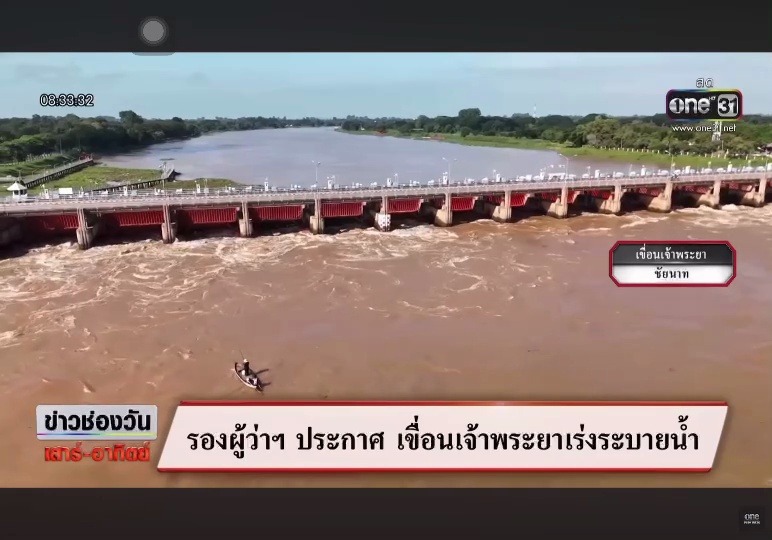 08:33:32
สด
one 31
www.one31.net
เขื่อนเจ้าพระยา
ชัยนาท
ข่าวช่องวัน
เสาร์-อาทิตย์
รองผู้ว่าฯ ประกาศ เขื่อนเจ้าพระยาเร่งระบายน้ำ
one